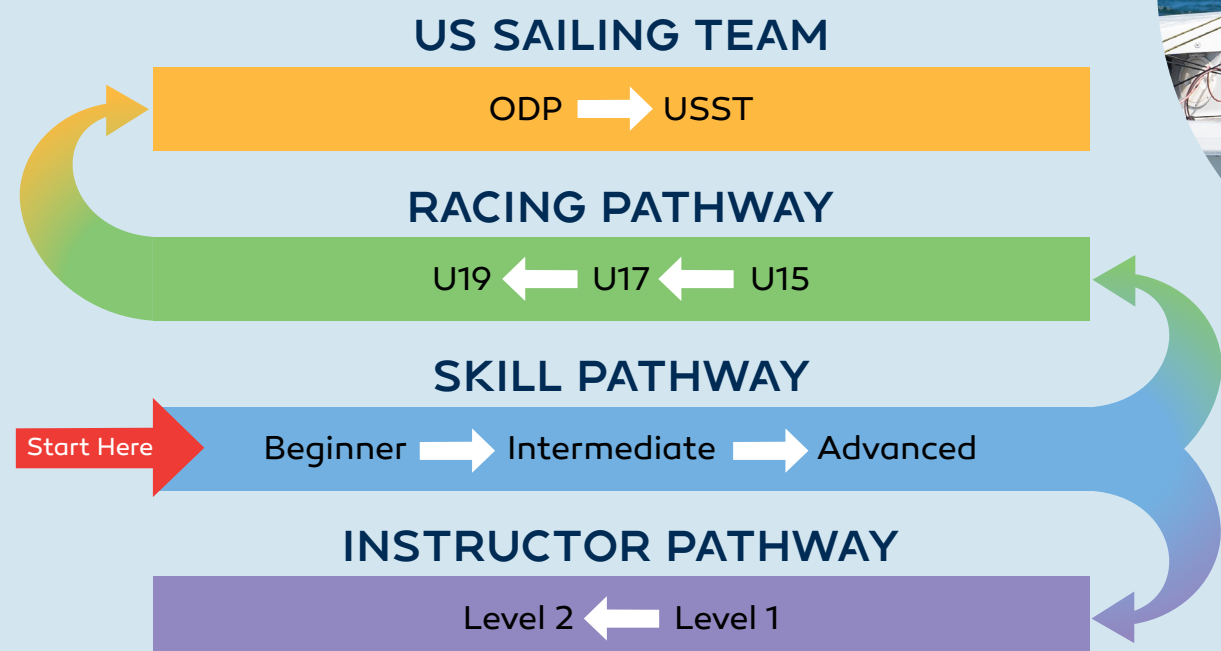 US SAILING TEAM
ODP USST
RACING PATHWAY
U19 U17 U15
SKILL PATHWAY
Start Here
Beginner Intermediate Advanced
INSTRUCTOR PATHWAY
Level 2 Level 1